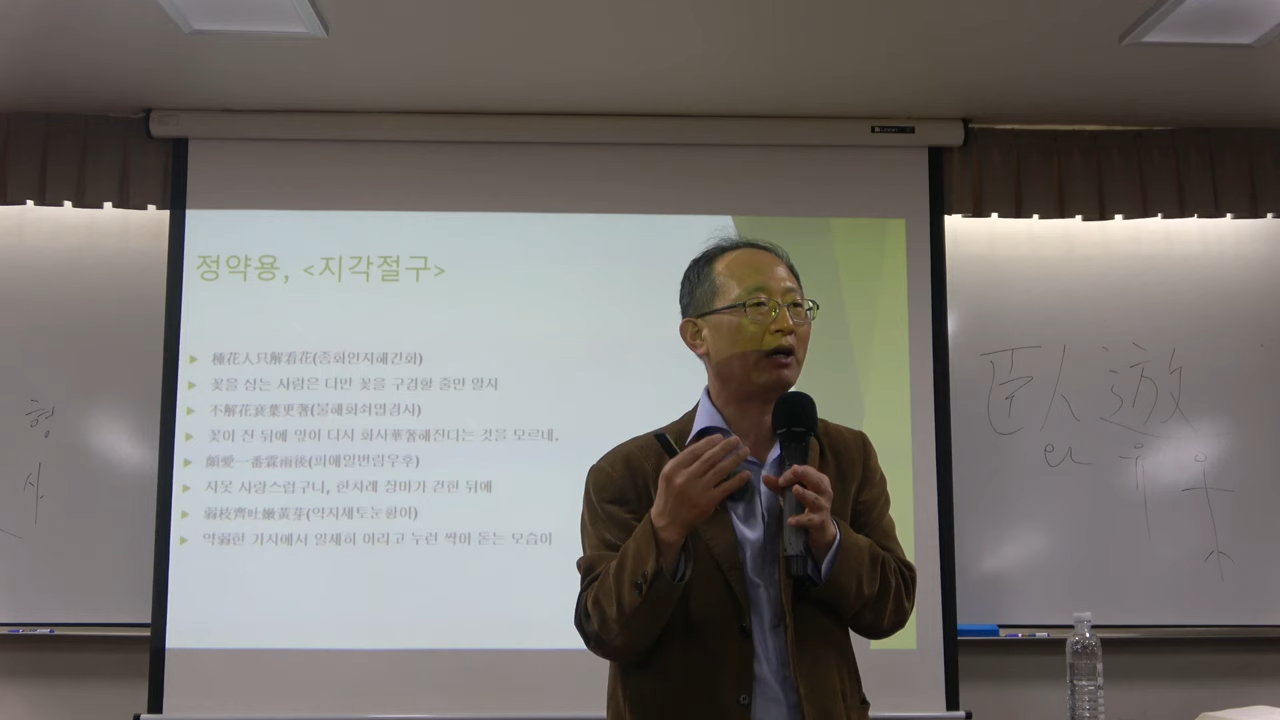 정약용, <지각절구>
種花人只解看花(종화인지해간화)
꽃을 심는 사람은 다만 꽃을 구경할 줄만 알지
不解花衰葉更奢(불해화쇠엽경사)
꽃이 진 뒤에 잎이 다시 화사華奢해진다는 것을 모르네.
頗愛一番霖雨後(파애일번림우후)
자못 사랑스럽구나, 한차례 장마가 걷힌 뒤에
弱枝齊吐嫩黃芽(약지제토눈황아)
약弱한 가지에서 일제히 여리고 누런 싹이 돋는 모습이
형
사
臥遊